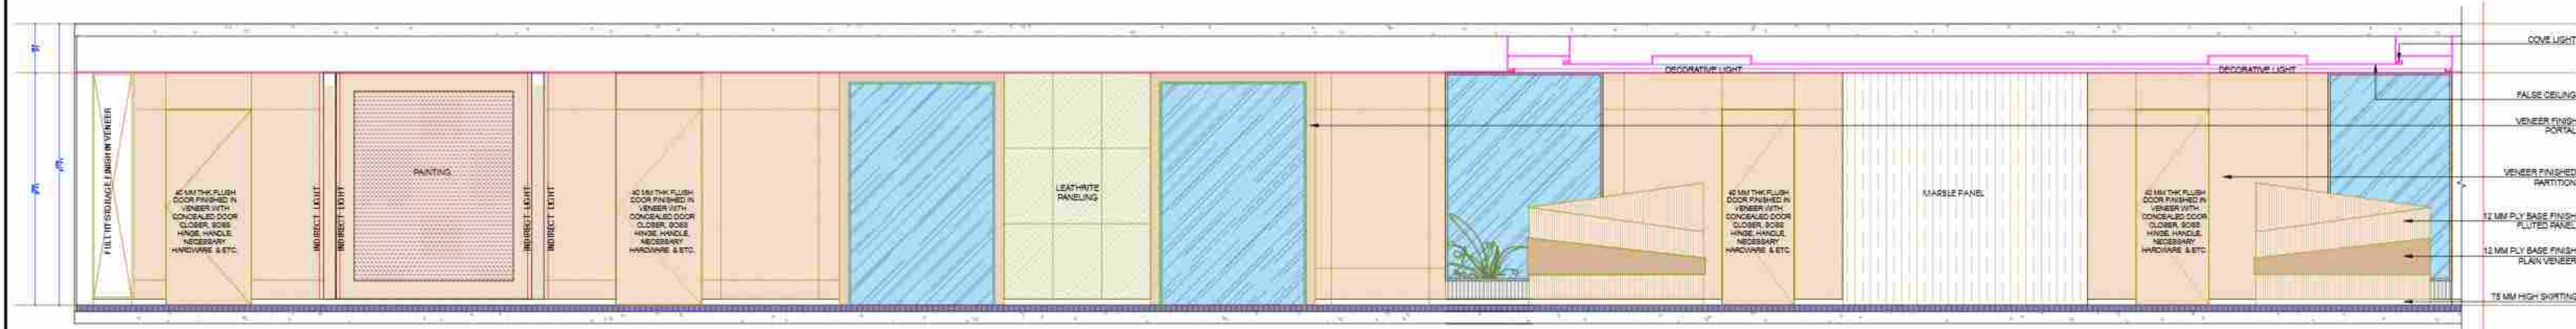 FULL HT STORAGE FINISH IN VENEER
40 MM THK FLUSH
DOOR FINISHED IN
VENEER WITH
CONCEALED DOOR
CLOSER, SOSS
HINGE, HANDLE,
NECESSARY
HARDWARE & ETC.
INDIRECT LIGHT
INDIRECT LIGHT
PAINTING
INDIRECT LIGHT
INDIRECT LIGHT
40 MM THK FLUSH
DOOR FINISHED IN
VENEER WITH
CONCEALED DOOR
CLOSER, SOSS
HINGE, HANDLE,
NECESSARY
HARDWARE & ETC.
LEATHRITE
PANELING
DECORATIVE LIGHT
40 MM THK FLUSH
DOOR FINISHED IN
VENEER WITH
CONCEALED DOOR
CLOSER, SOSS
HINGE, HANDLE,
NECESSARY
HARDWARE & ETC.
MARBLE PANEL
DECORATIVE LIGHT
40 MM THK FLUSH
DOOR FINISHED IN
VENEER WITH
CONCEALED DOOR
CLOSER, SOSS
HINGE, HANDLE,
NECESSARY
HARDWARE & ETC.
COVE LIGHT
FALSE CEILING
VENEER FINISH
PORTAL
VENEER FINISHED
PARTITION
12 MM PLY BASE FINISH
FLUTED PANEL
12 MM PLY BASE FINISH
PLAIN VENEER
75 MM HIGH SKIRTING